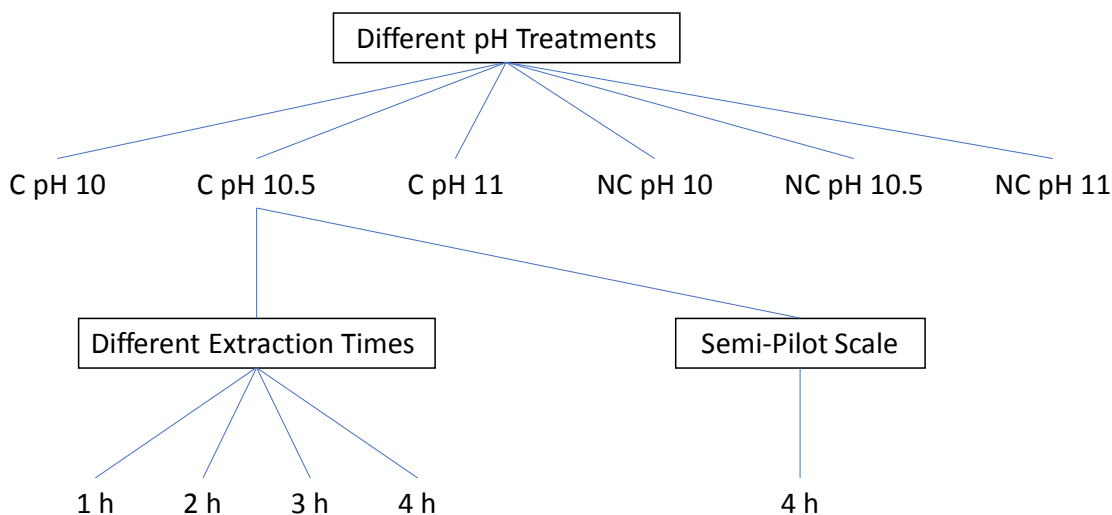 Different pH Treatments
C pH 10
C pH 10.5
C pH 11
NC pH 10
NC pH 10.5
NC pH 11
Different Extraction Times
Semi-Pilot Scale
1 h
2 h
3 h
4 h
4 h